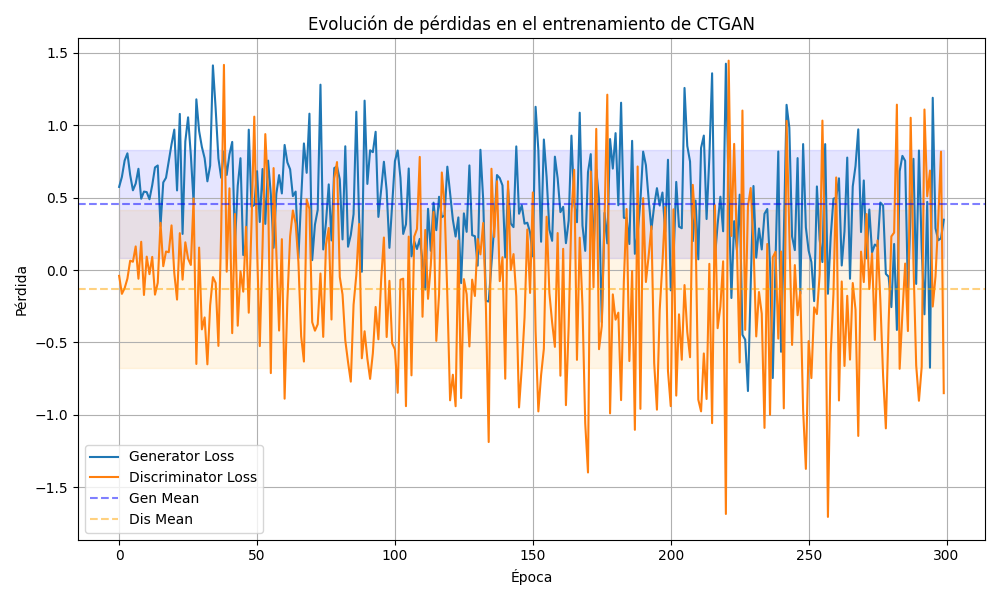 Evolución de pérdidas en el entrenamiento de CTGAN
Pérdida
1.5
1.0
0.5
0.0
−0.5
−1.0
−1.5
Generator Loss
Discriminator Loss
Gen Mean
Dis Mean
0 50 100 150 200 250 300
Época